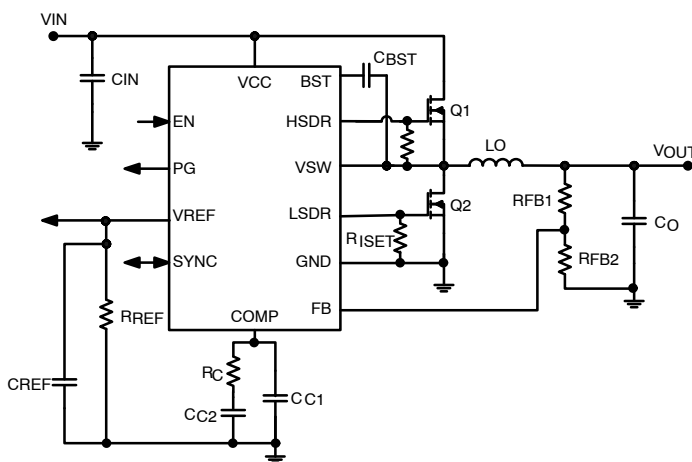 VIN
CIN
VCC
BST
CBST
EN
HSDR
Q1
PG
VSW
LO
VOUT
VREF
LSDR
Q2
RFB1
CO
RISET
SYNC
GND
RFB2
RREF
COMP
FB
CREF
RC
CC2
CC1